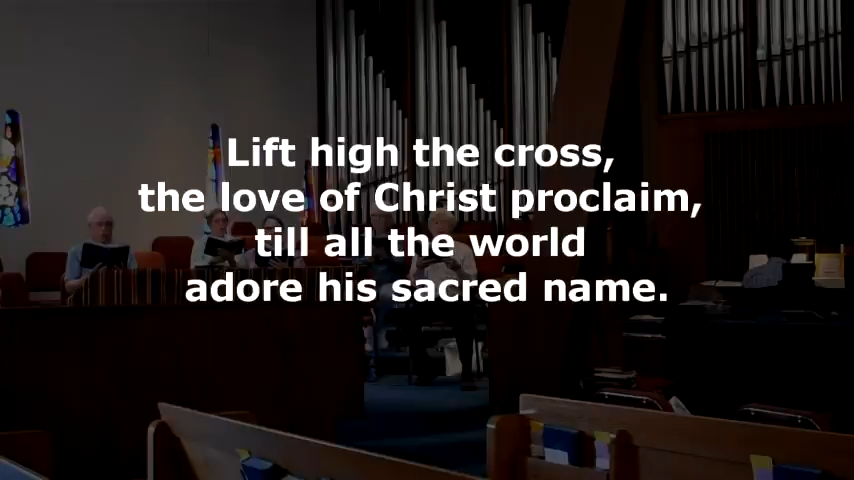 Lift high the cross,
the love of Christ proclaim,
till all the world
adore his sacred name.